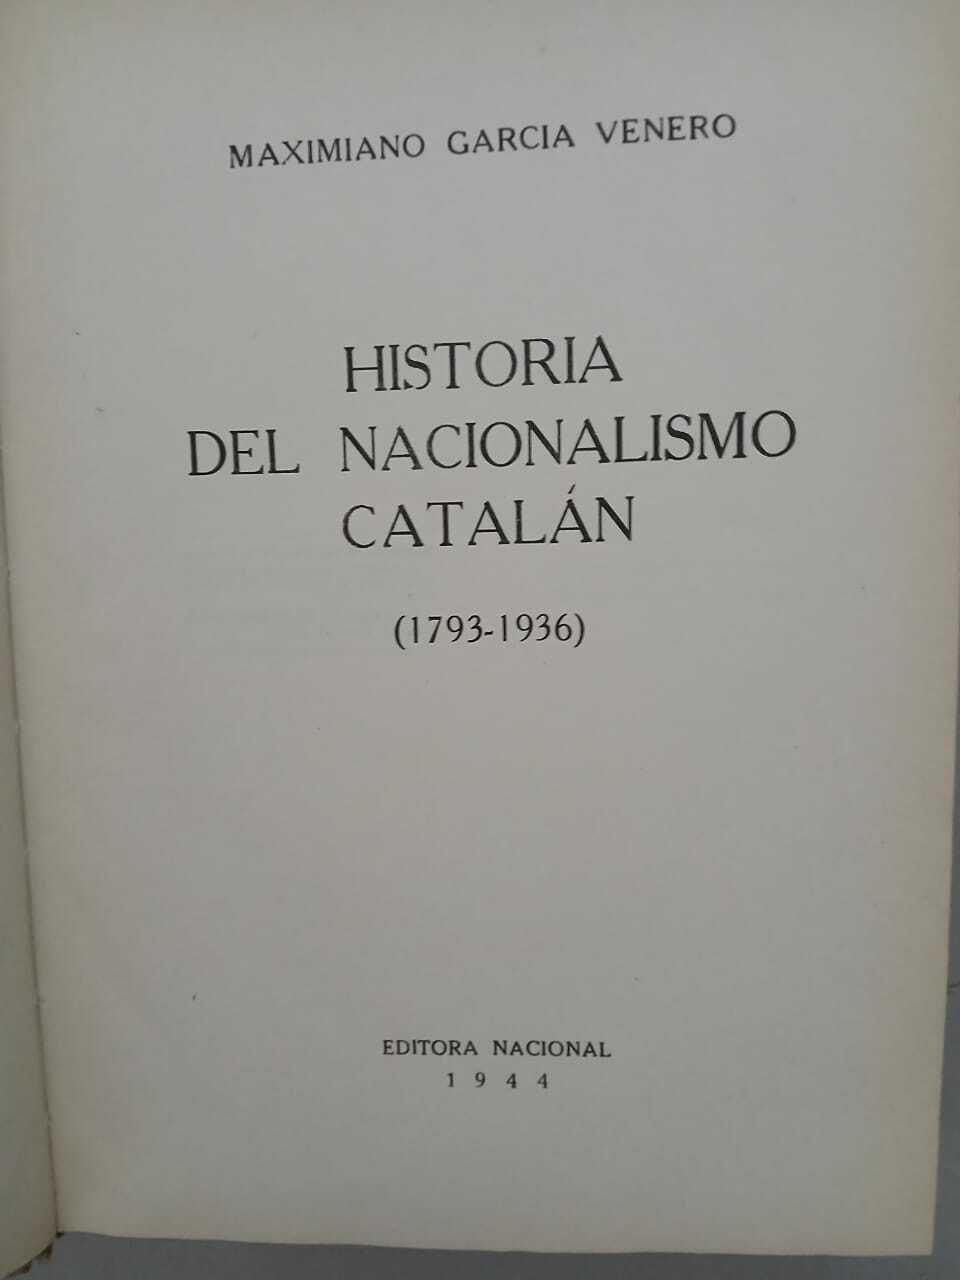 MAXIMIANO GARCIA VENERO
HISTORIA
DEL NACIONALISMO
CATALÁN
(1793-1936)
EDITORA NACIONAL
1944